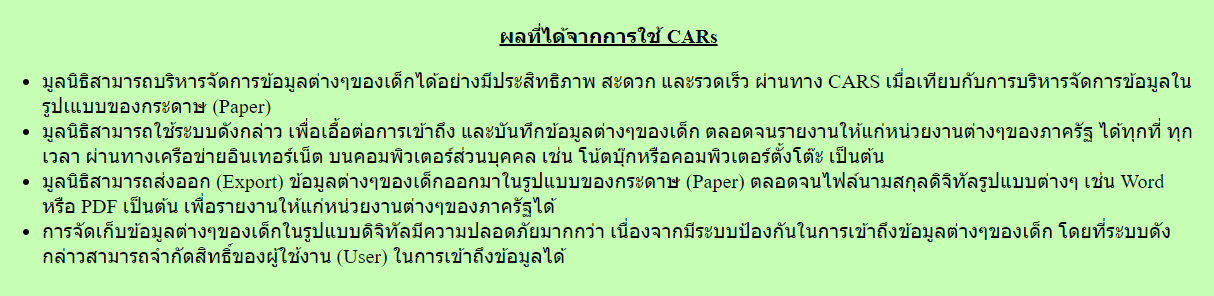 ผลที่ได้จากการใช้ CARs
• มูลนิธิสามารถบริหารจัดการข้อมูลต่างๆของเด็กได้อย่างมีประสิทธิภาพ สะดวก และรวดเร็ว ผ่านทาง CARS เมื่อเทียบกับการบริหารจัดการข้อมูลใน
รูปแบบของกระดาษ (Paper)
• มูลนิธิสามารถใช้ระบบดังกล่าว เพื่อเอื้อต่อการเข้าถึง และบันทึกข้อมูลต่างๆของเด็ก ตลอดจนรายงานให้แก่หน่วยงานต่างๆของภาครัฐ ได้ทุกที่ ทุก
เวลา ผ่านทางเครือข่ายอินเทอร์เน็ต บนคอมพิวเตอร์ส่วนบุคคล เช่น โน้ตบุ๊กหรือคอมพิวเตอร์ตั้งโต๊ะ เป็นต้น
• มูลนิธิสามารถส่งออก (Export) ข้อมูลต่างๆของเด็กออกมาในรูปแบบของกระดาษ (Paper) ตลอดจนไฟล์นามสกุลดิจิทัลรูปแบบต่างๆ เช่น Word
หรือ PDF เป็นต้น เพื่อรายงานให้แก่หน่วยงานต่างๆของภาครัฐได้
• การจัดเก็บข้อมูลต่างๆของเด็กในรูปแบบดิจิทัลมีความปลอดภัยมากกว่า เนื่องจากมีระบบป้องกันในการเข้าถึงข้อมูลต่างๆของเด็ก โดยที่ระบบดัง
กล่าวสามารถจำกัดสิทธิ์ของผู้ใช้งาน (User) ในการเข้าถึงข้อมูลได้